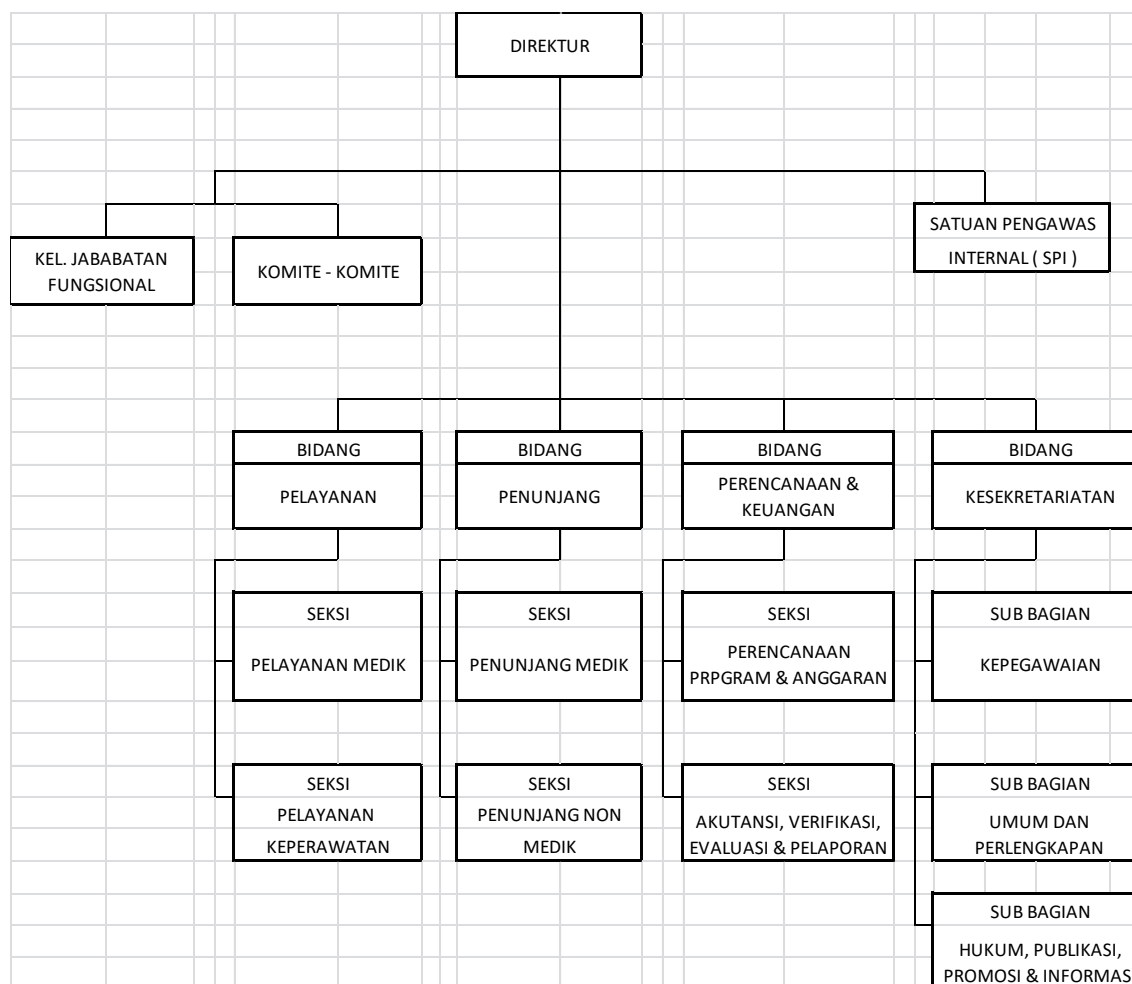 DIREKTUR
SATUAN PENGAWAS
INTERNAL ( SPI )
KEL. JABABATAN
FUNGSIONAL
KOMITE - KOMITE
BIDANG
PELAYANAN
BIDANG
PENUNJANG
BIDANG
PERENCANAAN &
KEUANGAN
BIDANG
KESEKRETARIATAN
SEKSI
PELAYANAN MEDIK
SEKSI
PENUNJANG MEDIK
SEKSI
PERENCANAAN
PRPGRAM & ANGGARAN
SUB BAGIAN
KEPEGAWAIAN
SEKSI
PELAYANAN
KEPERAWATAN
SEKSI
PENUNJANG NON
MEDIK
SEKSI
AKUTANSI, VERIFIKASI,
EVALUASI & PELAPORAN
SUB BAGIAN
UMUM DAN
PERLENGKAPAN
SUB BAGIAN
HUKUM, PUBLIKASI,
PROMOSI & INFORMAS